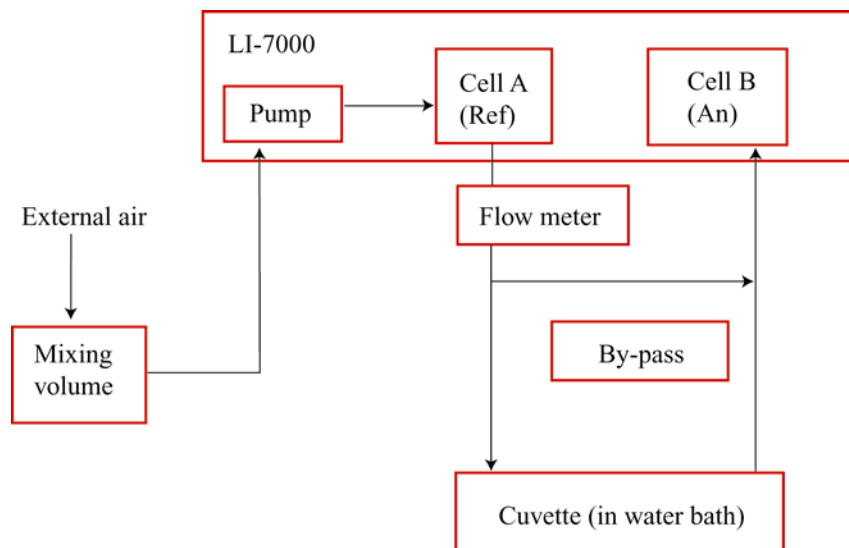 LI-7000
Pump
Cell A
(Ref)
Cell B
(An)
External air
Flow meter
Mixing
volume
By-pass
Cuvette (in water bath)